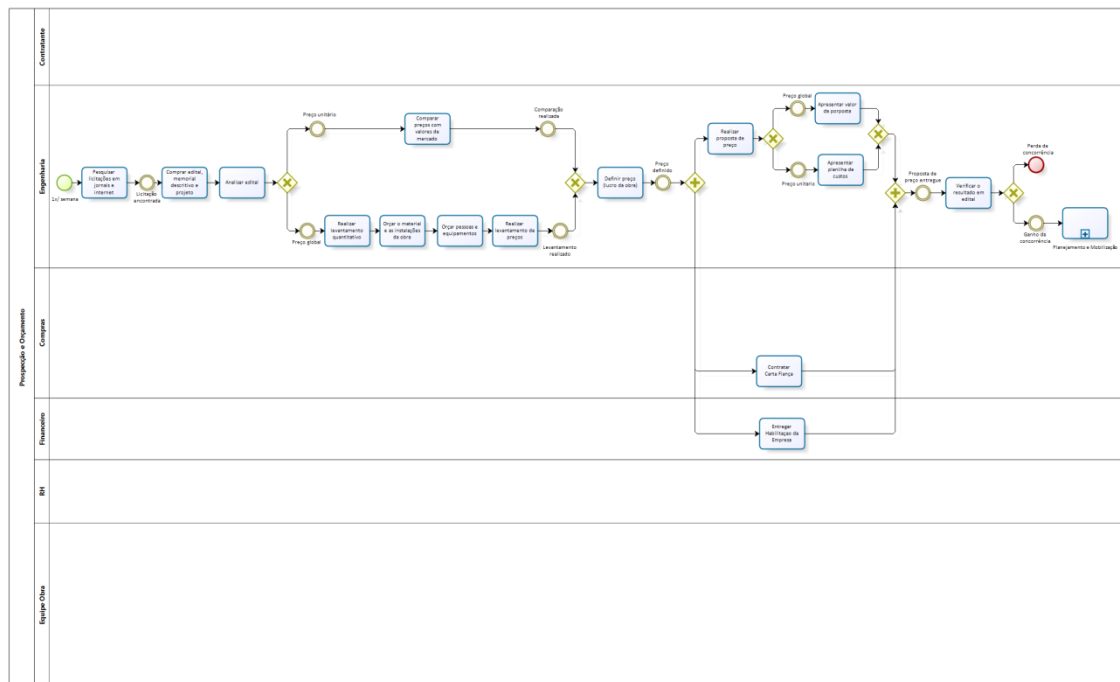 Prospecção e Orçamento
Contratante
Engenharia
1x/ semana
Pesquisar
licitações em
jornais e
internet
Licitação
encontrada
Comprar edital,
memorial
descritivo e
projeto
Analisar edital
Preço unitário
Comparar
preços com
valores de
mercado
Comparação
realizada
Preço global
Realizar
levantamento
quantitativo
Orçar o material
e as instalações
da obra
Orçar pessoas e
equipamentos
Realizar
levantamento de
preços
Levantamento
realizado
Definir preço
(lucro da obra)
Preço
definido
Realizar
proposta de
preço
Preço global
Apresentar valor
da porposta
Preço unitario
Apresentar
planilha de
custos
Proposta de
preço entregue
Verificar o
resultado em
edital
Perda da
concorrência
Ganho da
concorrência
Planejamento e Mobilização
Compras
Contratar
Carta Fiança
Financeiro
Entregar
Habilitaçao da
Empresa
RH
Equipe Obra